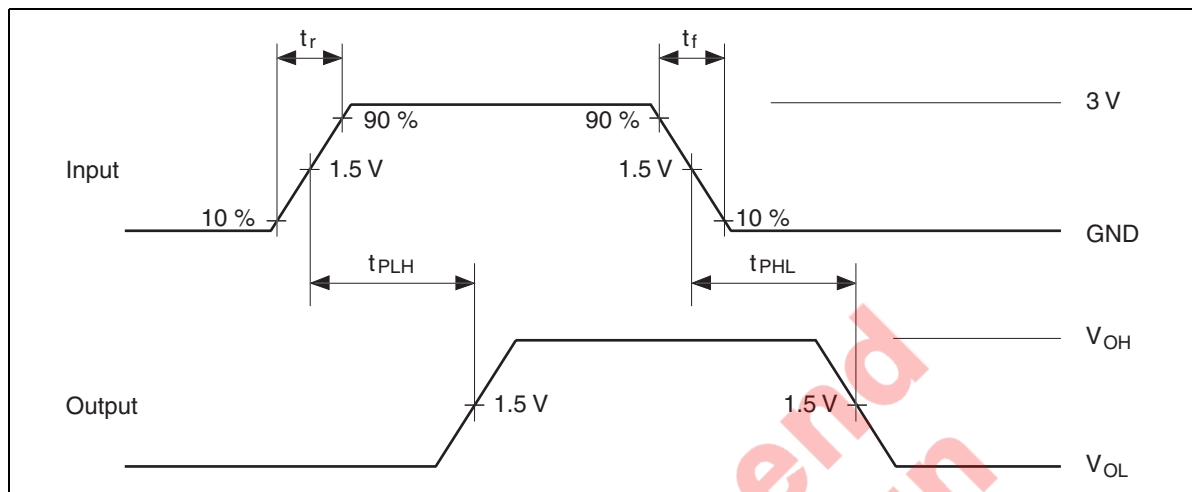 tr
tf
3 V
90 %
90 %
Input
1.5 V
1.5 V
10 %
10 %
GND
tPLH
tPHL
VOH
Output
1.5 V
1.5 V
VOL
end